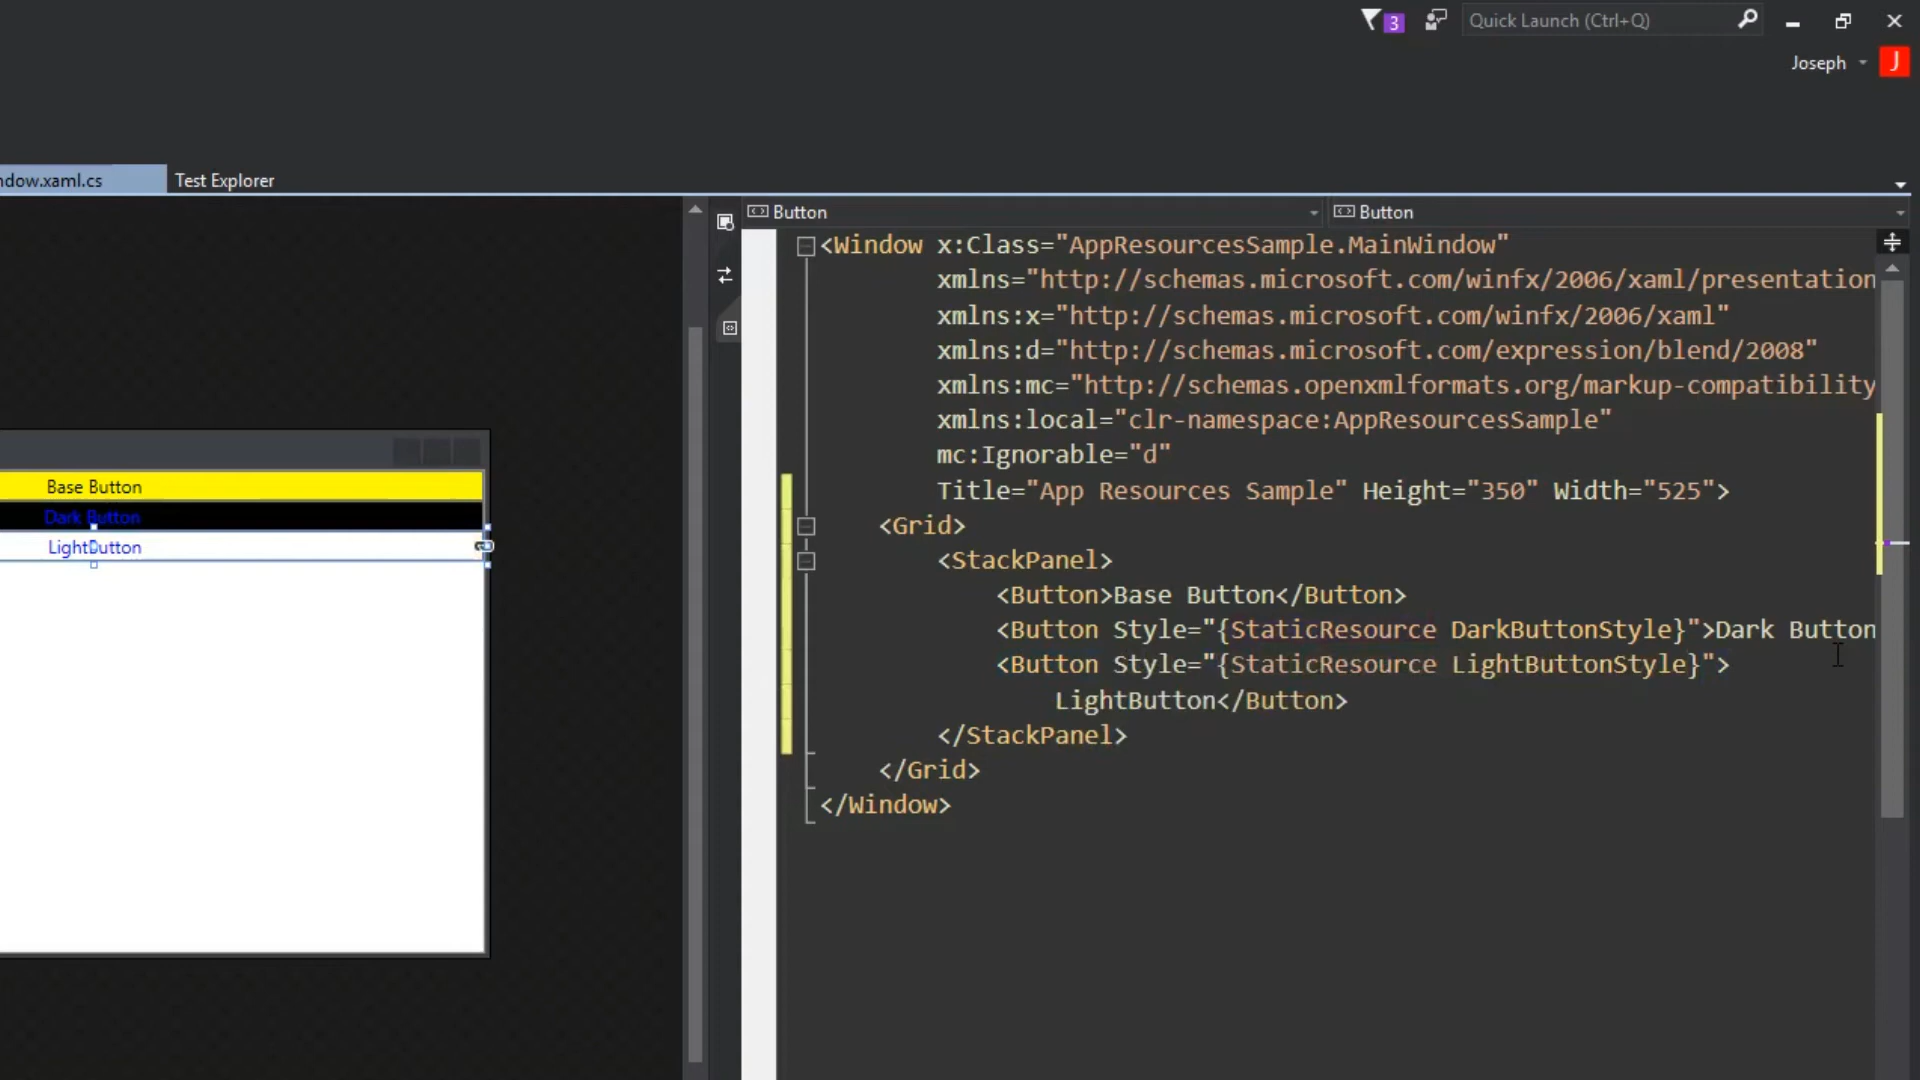 3
Quick Launch (Ctrl+Q)
Joseph
J
ndow.xaml.cs
Test Explorer
Button
Button
<Window x:Class="AppResourcesSample.MainWindow"
xmlns="http://schemas.microsoft.com/winfx/2006/xaml/presentation
xmlns:x="http://schemas.microsoft.com/winfx/2006/xaml"
xmlns:d="http://schemas.microsoft.com/expression/blend/2008"
xmlns:mc="http://schemas.openxmlformats.org/markup-compatibility
xmlns:local="clr-namespace:AppResourcesSample"
mc:Ignorable="d"
Title="App Resources Sample" Height="350" Width="525">
<Grid>
<StackPanel>
<Button>Base Button</Button>
<Button Style="{StaticResource DarkButtonStyle}">Dark Button
<Button Style="{StaticResource LightButtonStyle}">
LightButton</Button>
</StackPanel>
</Grid>
</Window>
Base Button
Dark Button
LightButton